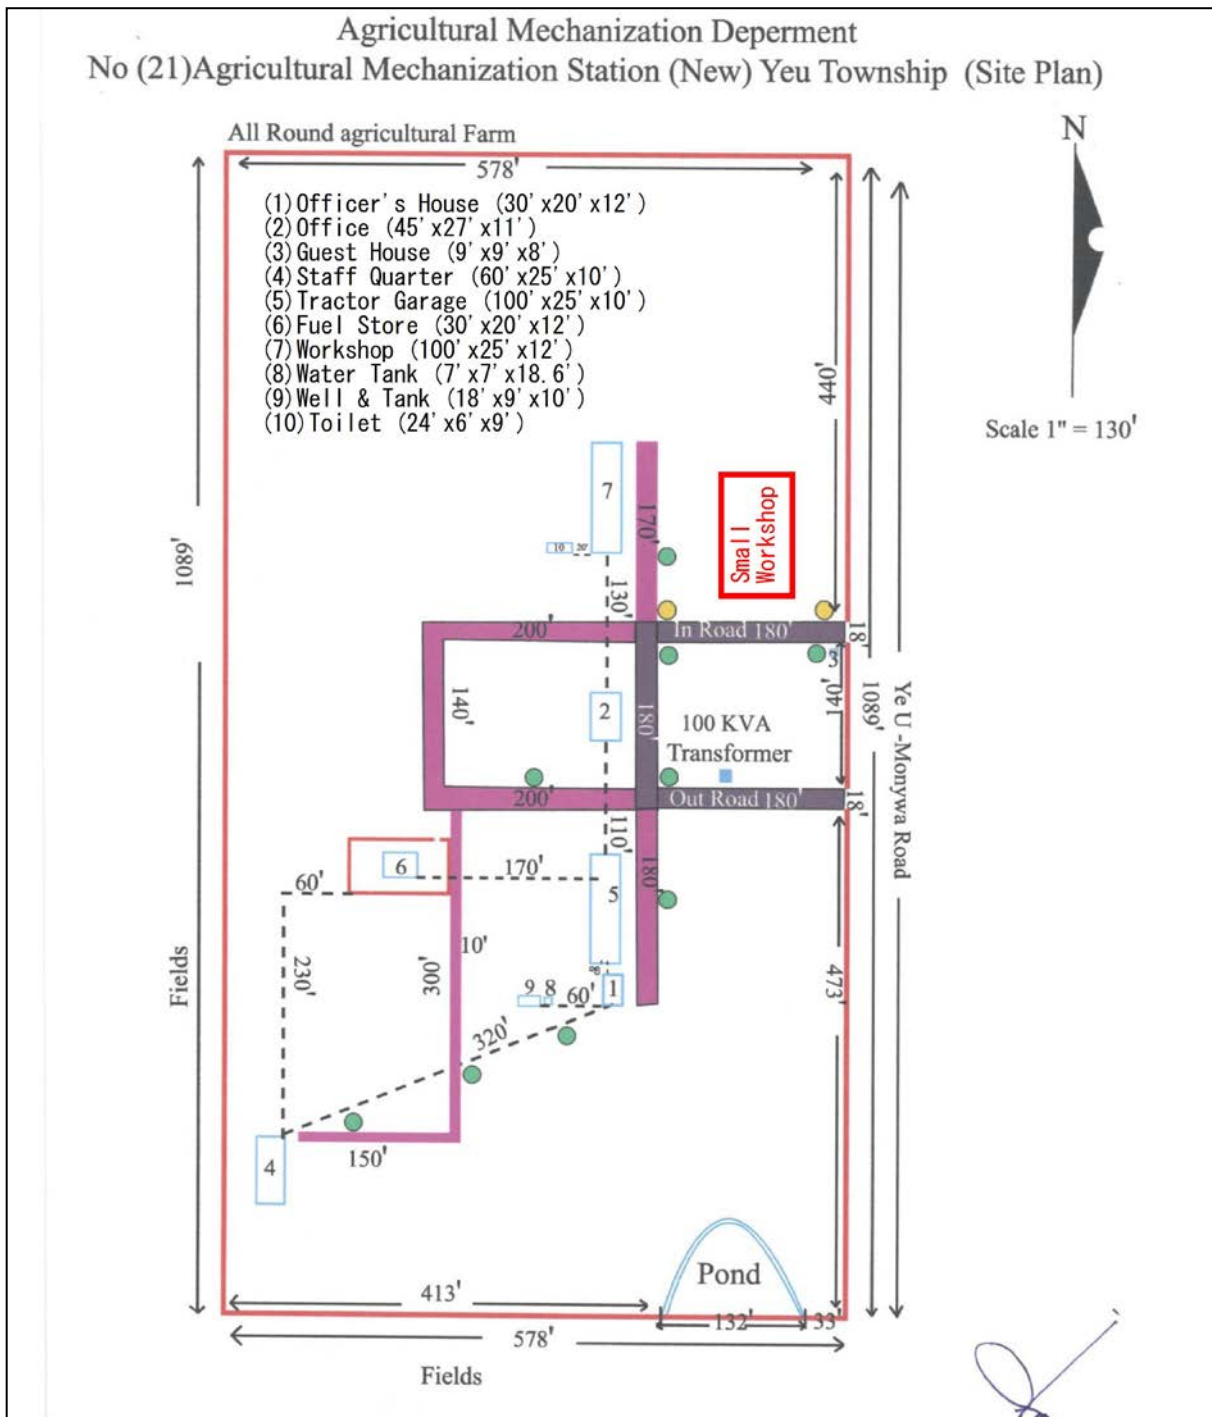 Agricultural Mechanization Deperment
No (21)Agricultural Mechanization Station (New) Yeu Township (Site Plan)
All Round agricultural Farm
N
578'
(1)Officer's House (30'x20'x12')
(2)Office (45'x27'x11')
(3)Guest House (9'x9'x8')
(4)Staff Quarter (60'x25'x10')
(5)Tractor Garage (100'x25'x10')
(6)Fuel Store (30'x20'x12')
(7)Workshop (100'x25'x12')
(8)Water Tank (7'x7'x18.6')
(9)Well & Tank (18'x9'x10')
(10)Toilet (24'x6'x9')
440'
Scale 1" = 130'
7
170'
Small
Workshop
1089'
10
20'
130'
200'
In Road 180'
18'
3
140'
140'
1089'
Ye U -Monywa Road
2
180'
100 KVA
Transformer
200'
Out Road 180'
18'
110'
6
170'
5
180'
60'
Fields
230'
300'
10'
473'
9
8
60'
1
320'
150'
4
Pond
413'
132'
33'
578'
Fields